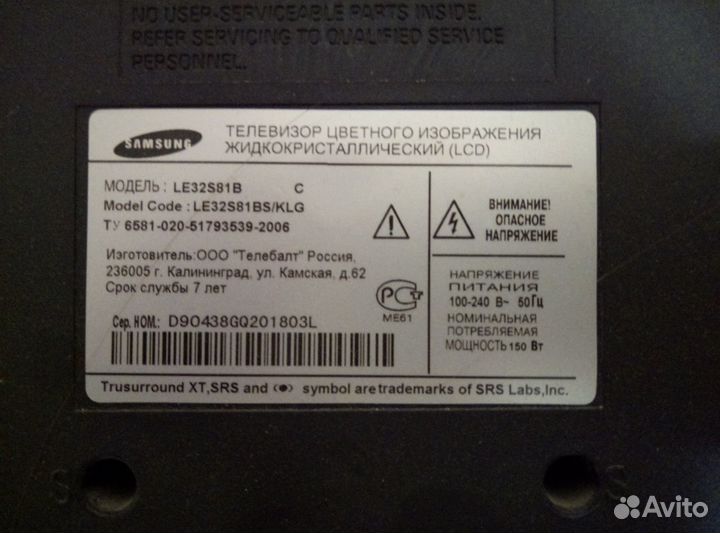 NO USER-SERVICEABLE PARTS INSIDE.
REFER SERVICING TO QUALIFIED SERVICE
PERSONNEL.
SAMSUNG
ТЕЛЕВИЗОР ЦВЕТНОГО ИЗОБРАЖЕНИЯ
ЖИДКОКРИСТАЛЛИЧЕСКИЙ (LCD)
МОДЕЛЬ : LE32S81B C
Model Code : LE32S81BS/KLG
ТУ 6581-020-51793539-2006
Изготовитель:ООО "Телебалт" Россия,
236005 г. Калининград, ул. Камская, д.62
Срок службы 7 лет
РСТ
ME61
Сер. НОМ.: D90438GQ201803L
ВНИМАНИЕ!
ОПАСНОЕ
НАПРЯЖЕНИЕ
НАПРЯЖЕНИЕ
ПИТАНИЯ
100-240 В~ 50Гц
НОМИНАЛЬНАЯ
ПОТРЕБЛЯЕМАЯ
МОЩНОСТЬ 150 Вт
Trusurround XT,SRS and (●) symbol are trademarks of SRS Labs,Inc.
S
S
Avito